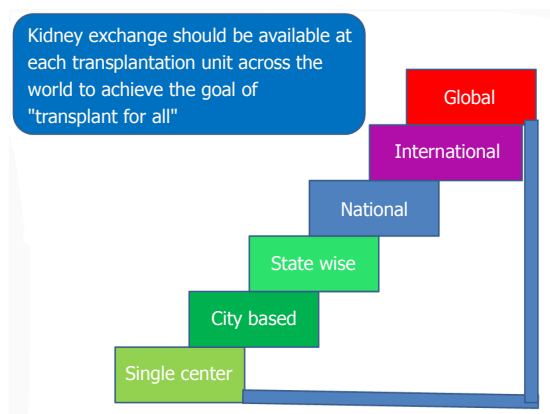 Kidney exchange should be available at
each transplantation unit across the
world to achieve the goal of
"transplant for all"
Global
International
National
State wise
City based
Single center